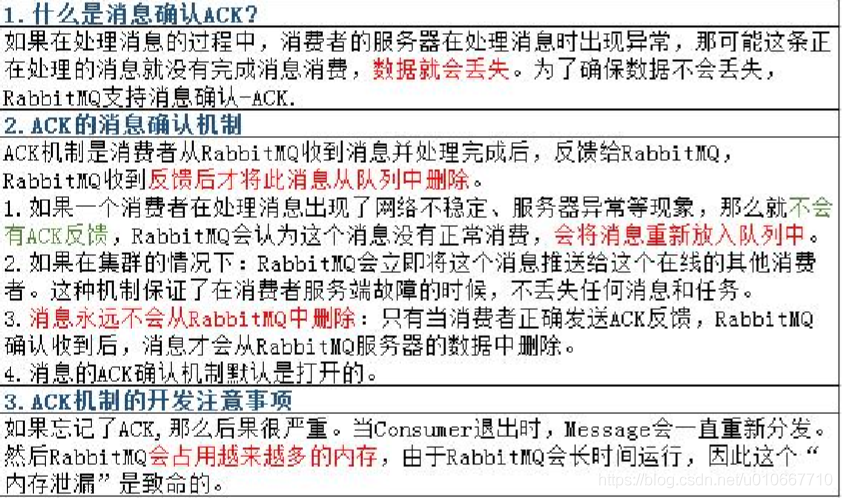 1.什么是消息确认ACK?
如果在处理消息的过程中，消费者的服务器在处理消息时出现异常，那可能这条正
在处理的消息就没有完成消息消费，数据就会丢失。为了确保数据不会丢失，
RabbitMQ支持消息确认-ACK.
2.ACK的消息确认机制
ACK机制是消费者从RabbitMQ收到消息并处理完成后，反馈给RabbitMQ，
RabbitMQ收到反馈后才将此消息从队列中删除。
1.如果一个消费者在处理消息出现了网络不稳定、服务器异常等现象，那么就不会
有ACK反馈，RabbitMQ会认为这个消息没有正常消费，会将消息重新放入队列中。
2.如果在集群的情况下：RabbitMQ会立即将这个消息推送给这个在线的其他消费
者。这种机制保证了在消费者服务端故障的时候，不丢失任何消息和任务。
3.消息永远不会从RabbitMQ中删除：只有当消费者正确发送ACK反馈，RabbitMQ
确认收到后，消息才会从RabbitMQ服务器的数据中删除。
4.消息的ACK确认机制默认是打开的。
3.ACK机制的开发注意事项
如果忘记了ACK,那么后果很严重。当Consumer退出时，Message会一直重新分发。
然后RabbitMQ会占用越来越多的内存，由于RabbitMQ会长时间运行，因此这个“
内存泄漏”是致命的。
https://blog.csdn.net/u010667710